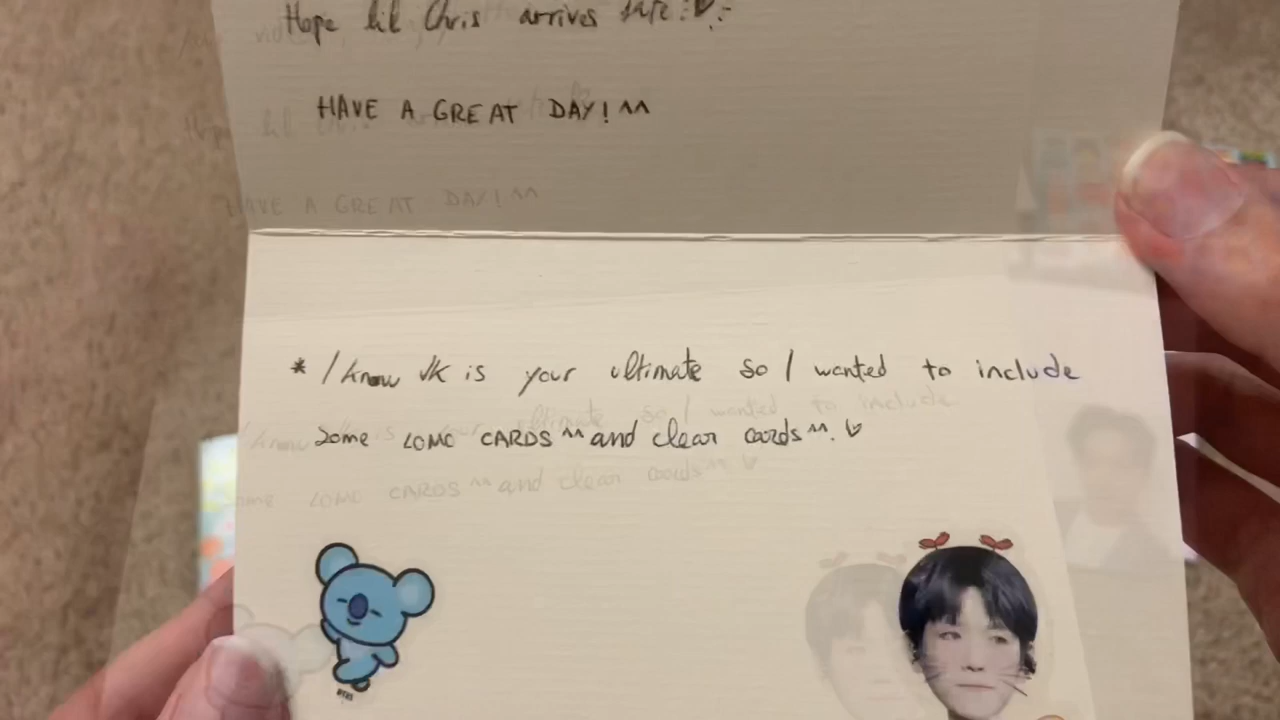 Hope lil Chris arrives safe :♡:
HAVE A GREAT DAY! ^^
* I know JK is your ultimate so I wanted to include
some LOMO CARDS ^^ and clear cards ^^. ♡